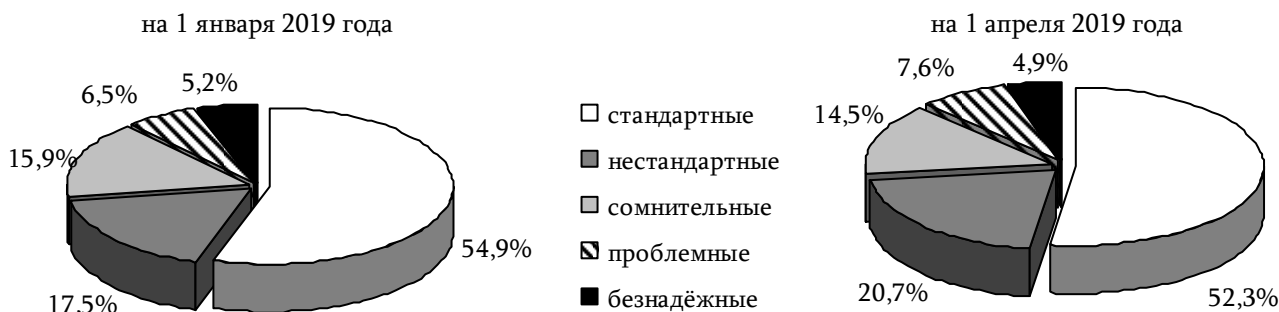 на 1 января 2019 года
5,2%
6,5%
15,9%
54,9%
17,5%
стандартные
нестандартные
сомнительные
проблемные
безнадёжные
на 1 апреля 2019 года
4,9%
7,6%
14,5%
20,7%
52,3%